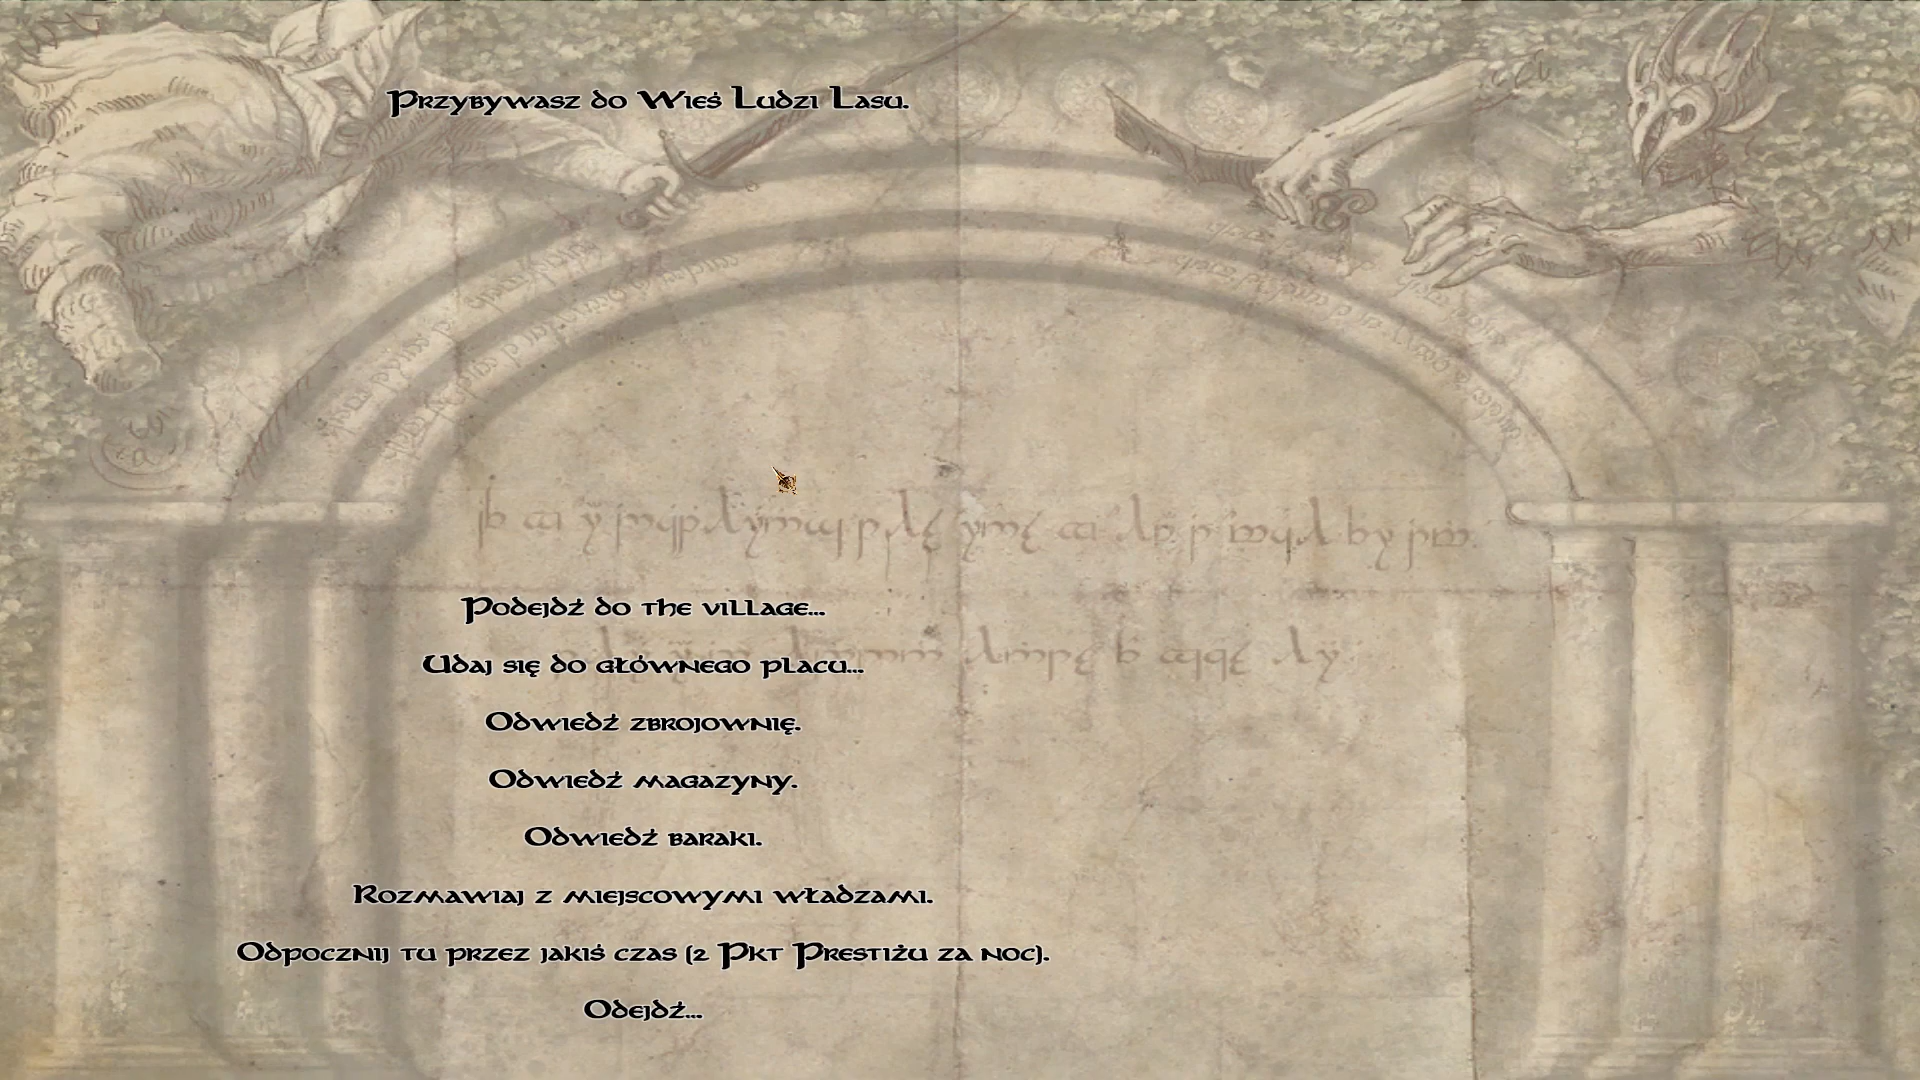 Przybywasz do Wieś Ludzi Lasu.
Podejdź do the village...
Udaj się do głównego placu...
Odwiedź zbrojownię.
Odwiedź magazyny.
Odwiedź baraki.
Rozmawiaj z miejscowymi władzami.
Odpocznij tu przez jakiś czas (2 Pkt Prestiżu za noc).
Odejdź...